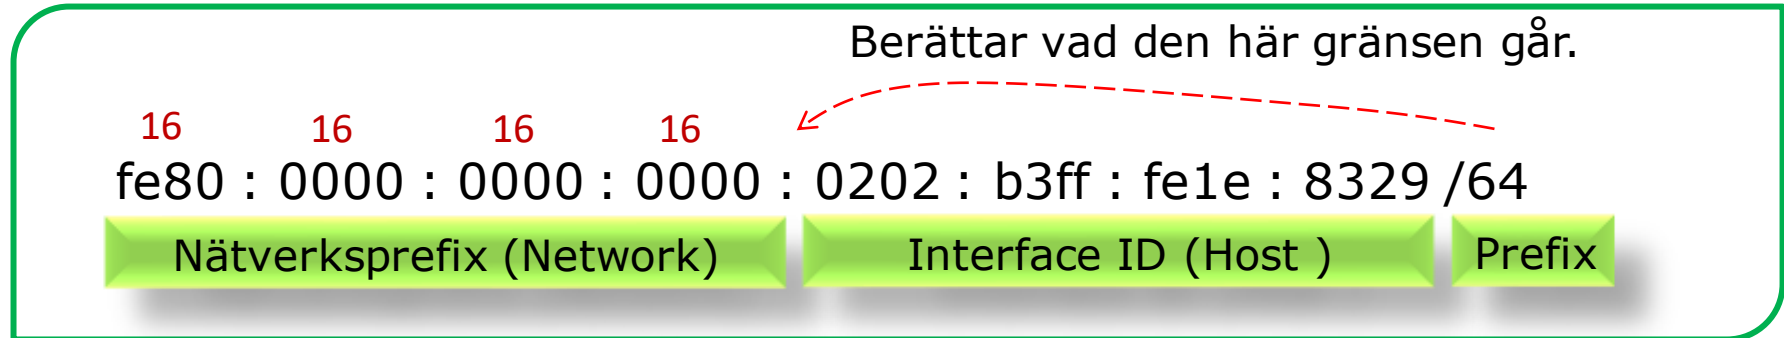 Berättar vad den här gränsen går.
16 16 16 16
fe80 : 0000 : 0000 : 0000 : 0202 : b3ff : fe1e : 8329 /64
Nätverksprefix (Network) Interface ID (Host ) Prefix